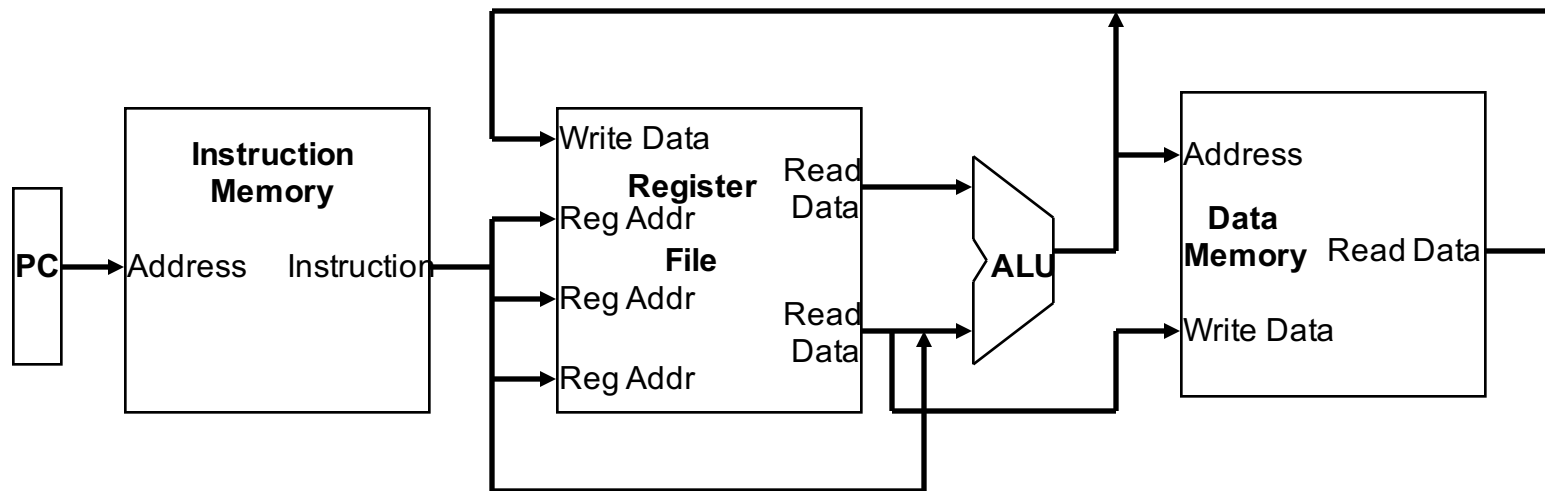 PC
Instruction
Memory
Address
Instruction
Write Data
Register
File
Reg Addr
Reg Addr
Reg Addr
Read
Data
Read
Data
ALU
Address
Data
Memory
Read Data
Write Data